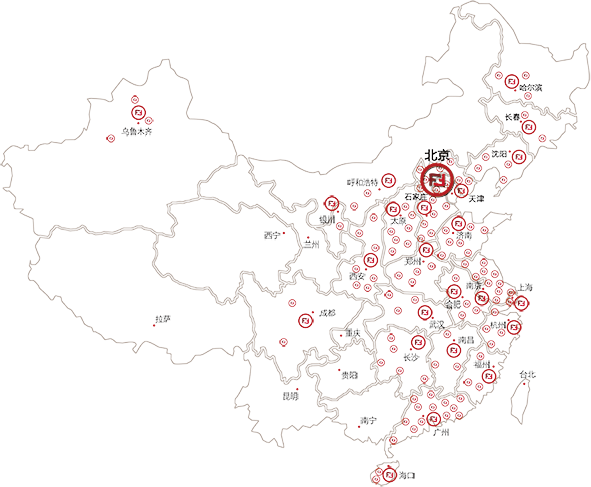 哈尔滨
长春
乌鲁木齐
沈阳
北京
呼和浩特
天津
石家庄
银川
太原
济南
西宁
兰州
郑州
西安
南京
上海
合肥
拉萨
成都
武汉
杭州
重庆
南昌
长沙
福州
贵阳
台北
昆明
南宁
广州
海口